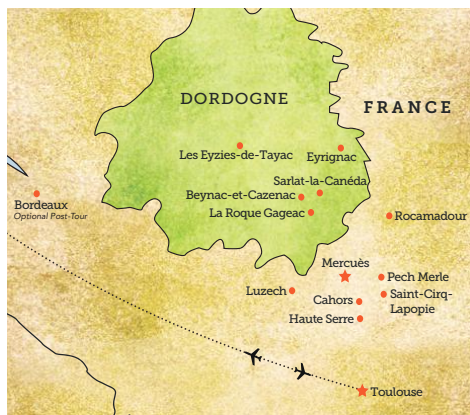 DORDOGNE
FRANCE
Les Eyzies-de-Tayac
Eyrignac
Sarlat-la-Canéda
Beynac-et-Cazenac
La Roque Gageac
Bordeaux
Optional Post-Tour
Rocamadour
Mercuès
Pech Merle
Luzech
Saint-Cirq-
Lapopie
Cahors
Haute Serre
Toulouse